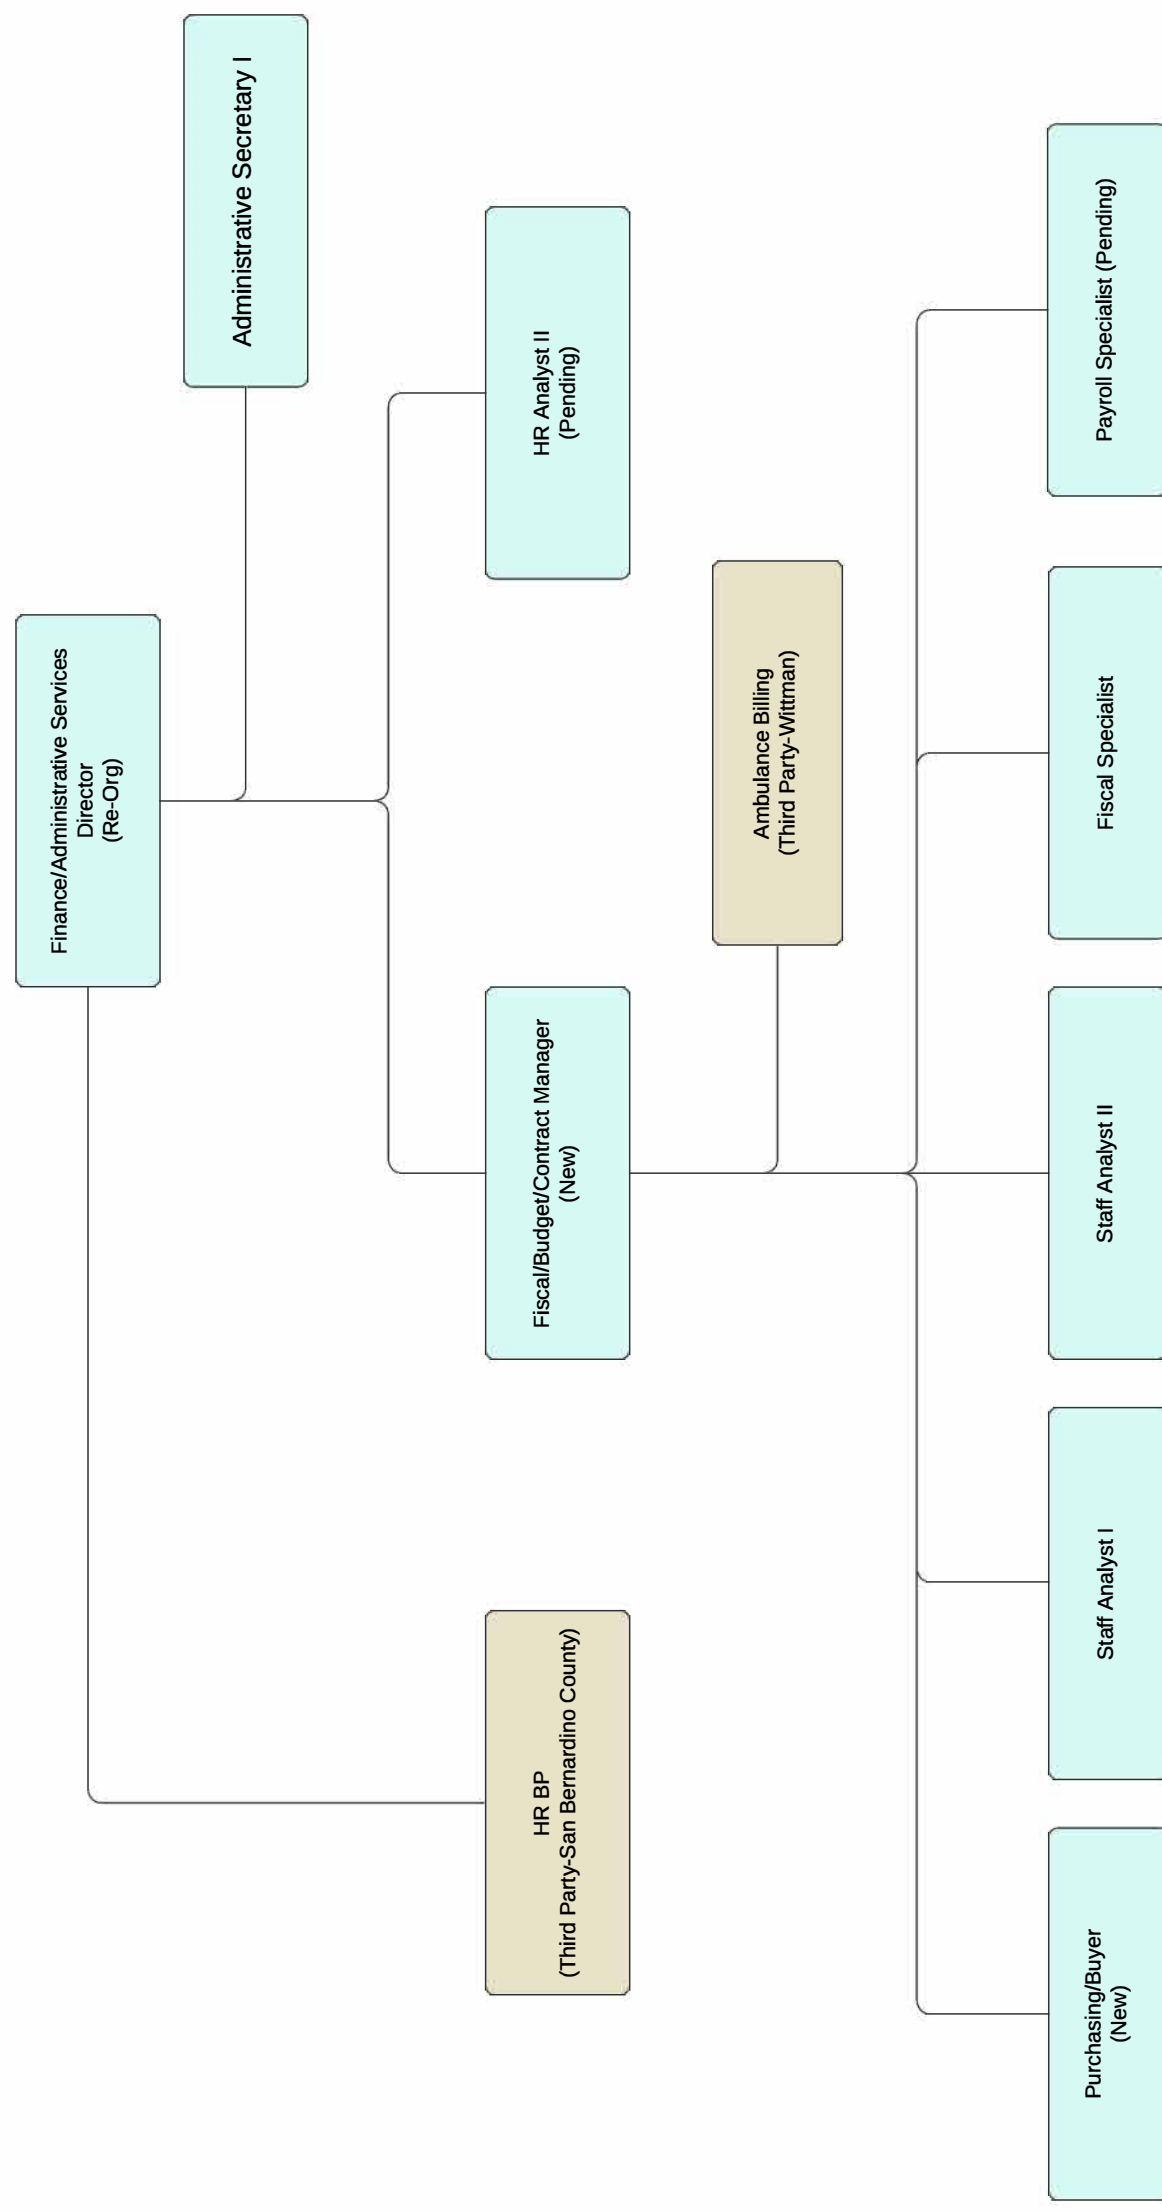 Finance/Administrative Services
Director
(Re-Org)
Administrative Secretary I
HR BP
(Third Party-San Bernardino County)
Fiscal/Budget/Contract Manager
(New)
HR Analyst II
(Pending)
Ambulance Billing
(Third Party-Wittman)
Purchasing/Buyer
(New)
Staff Analyst I
Staff Analyst II
Fiscal Specialist
Payroll Specialist (Pending)